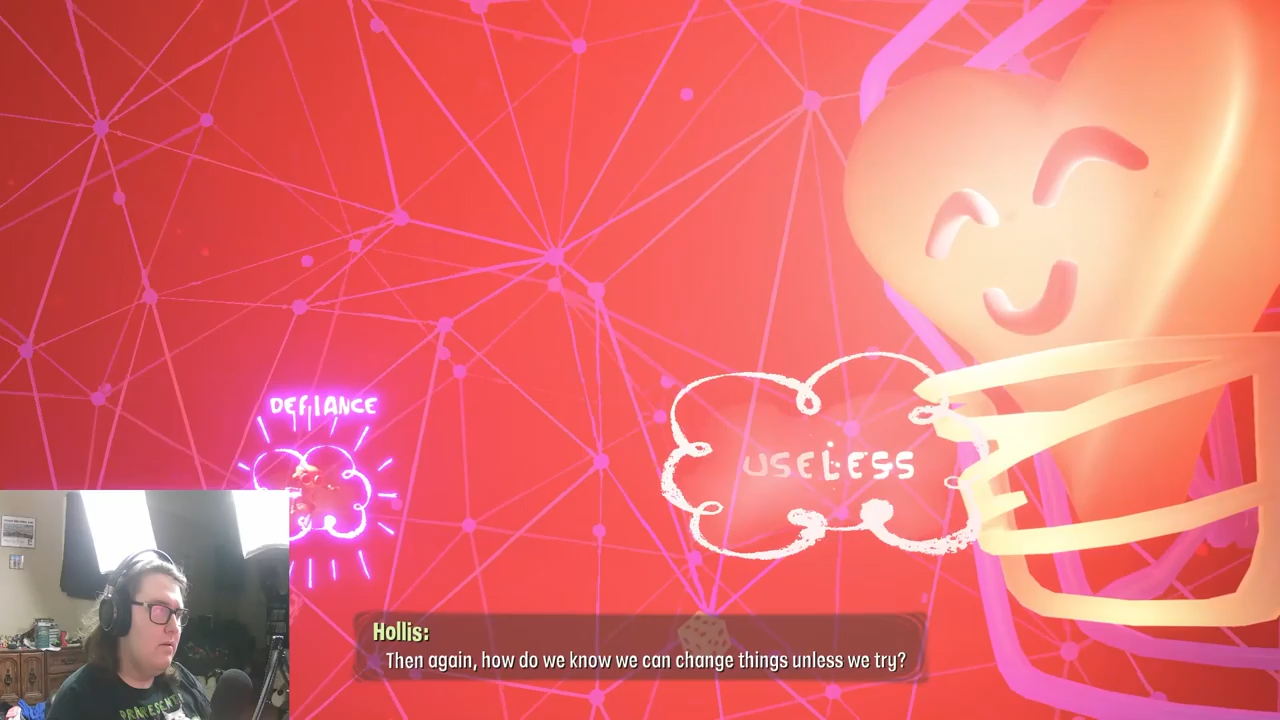 DEFIANCE
USELESS
Hollis:
Then again, how do we know we can change things unless we try?